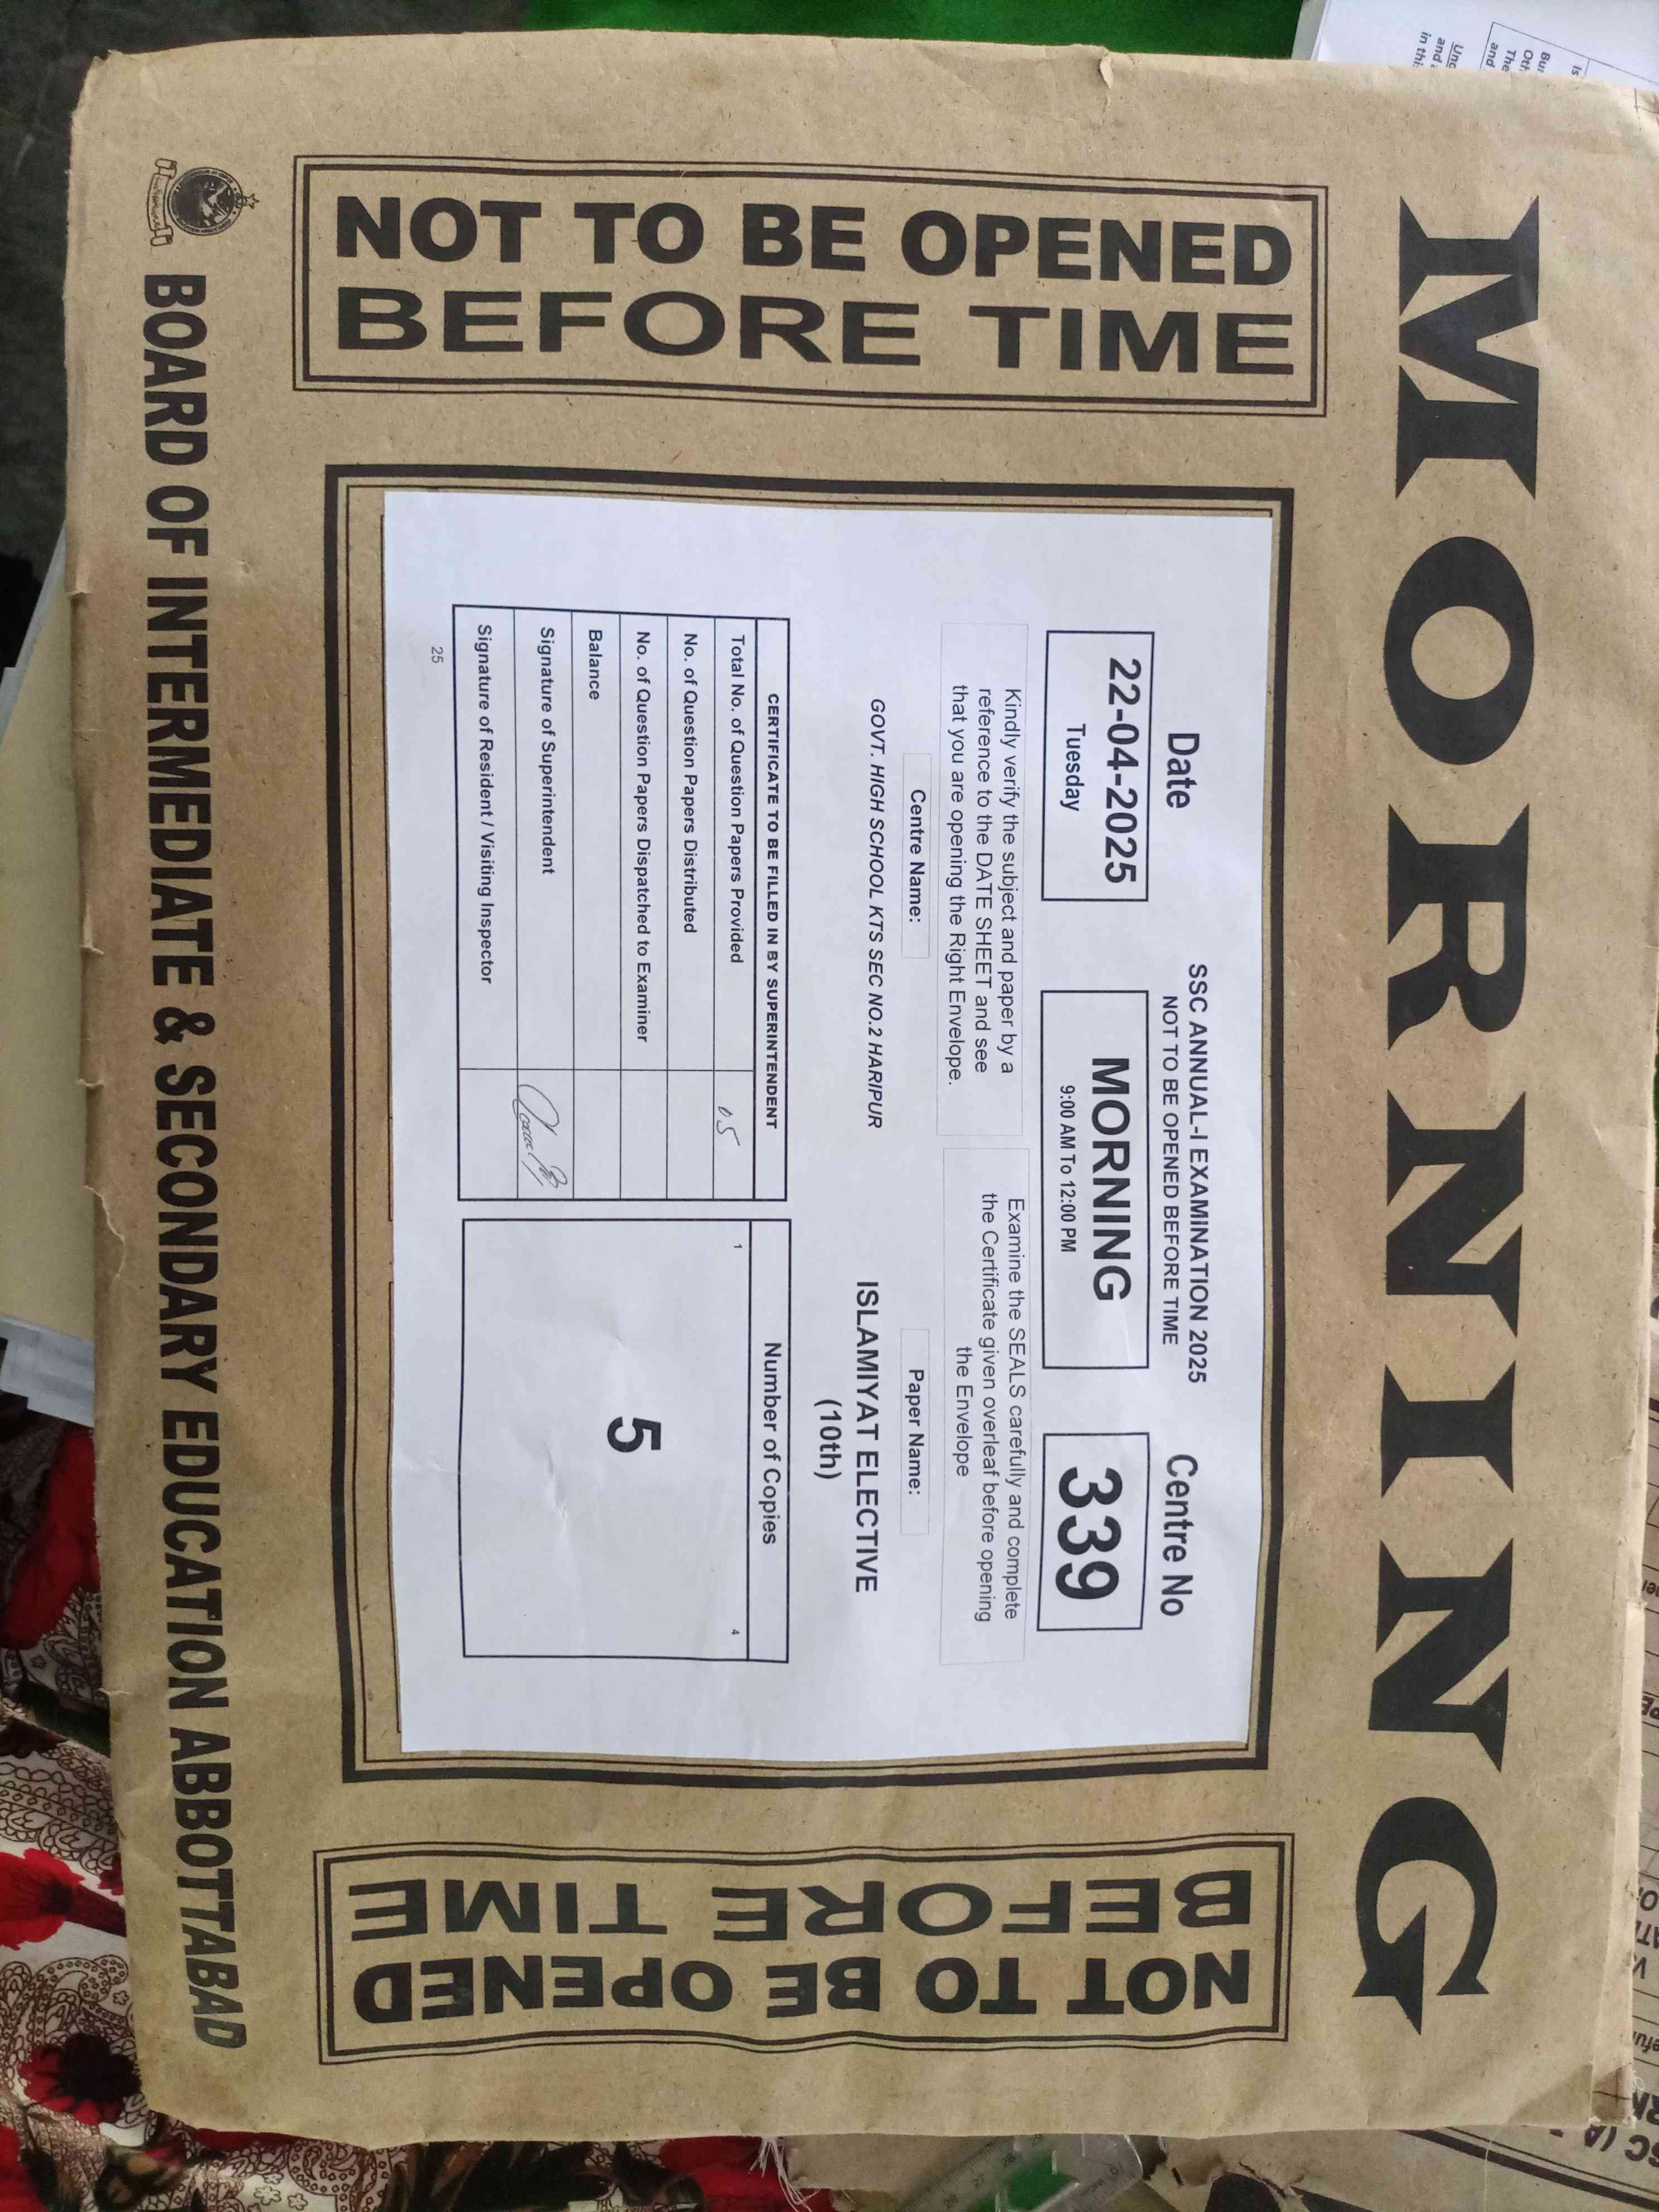 MORNING
NOT TO BE OPENED
BEFORE TIME
SSC ANNUAL-I EXAMINATION 2025
NOT TO BE OPENED BEFORE TIME
Date
22-04-2025
Tuesday
MORNING
9:00 AM To 12:00 PM
Centre No
339
Kindly verify the subject and paper by a
reference to the DATE SHEET and see
that you are opening the Right Envelope.
Examine the SEALS carefully and complete
the Certificate given overleaf before opening
the Envelope
Centre Name:
GOVT. HIGH SCHOOL KTS SEC NO.2 HARIPUR
Paper Name:
ISLAMIYAT ELECTIVE
(10th)
CERTIFICATE TO BE FILLED IN BY SUPERINTENDENT
Total No. of Question Papers Provided 05
No. of Question Papers Distributed
No. of Question Papers Dispatched to Examiner
Balance
Signature of Superintendent
Signature of Resident / Visiting Inspector
Number of Copies
1 4
5
25
NOT TO BE OPENED
BEFORE TIME
BOARD OF INTERMEDIATE & SECONDARY EDUCATION ABBOTTABAD